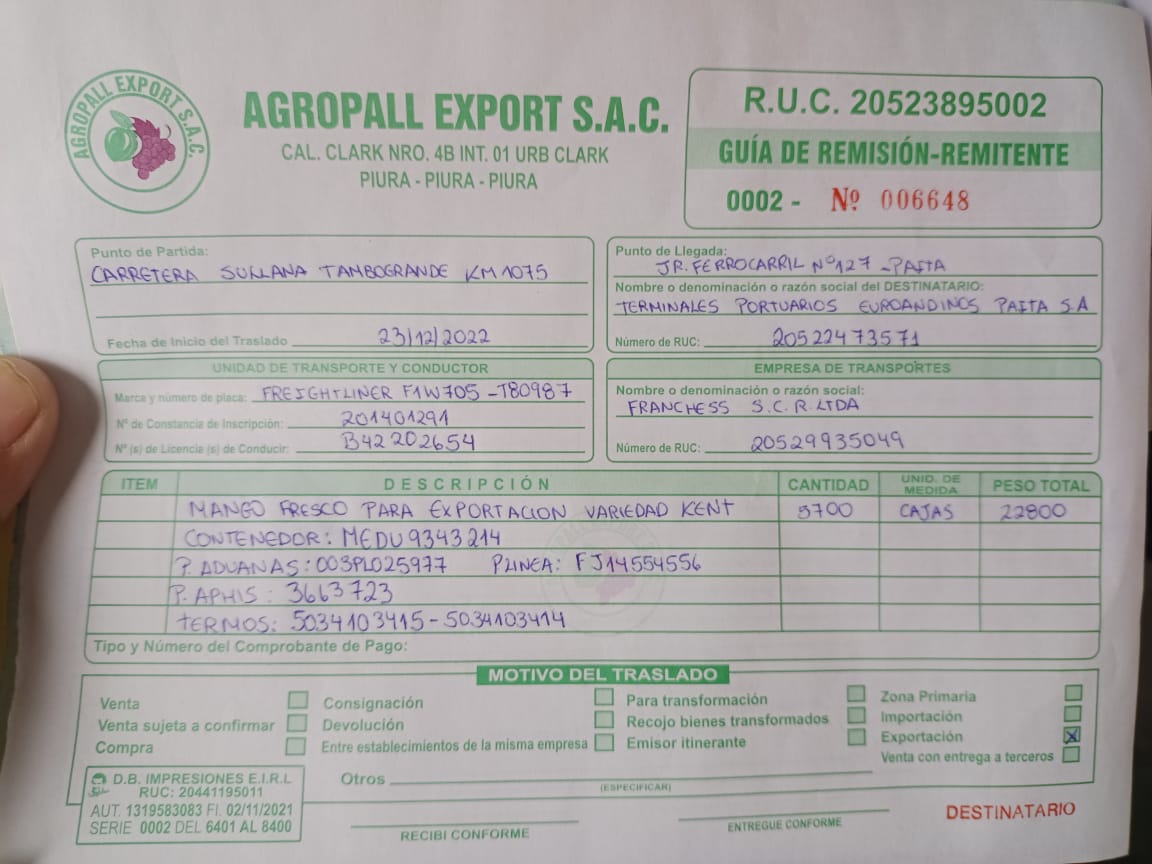 AGROPALL EXPORT S.A.C.
AGROPALL EXPORT S.A.C.
CAL. CLARK NRO. 4B INT. 01 URB CLARK
PIURA - PIURA - PIURA
R.U.C. 20523895002
GUÍA DE REMISIÓN-REMITENTE
0002 - Nº 006648
Punto de Partida:
CARRETERA SULLANA TAMBOGRANDE KM 1075
Fecha de Inicio del Traslado 23/12/2022
Punto de Llegada:
JR. FERROCARRIL Nº127 - PAITA
Nombre o denominación o razón social del DESTINATARIO:
TERMINALES PORTUARIOS EUROANDINOS PAITA S.A
Número de RUC: 20522473571
UNIDAD DE TRANSPORTE Y CONDUCTOR
Marca y número de placa: FREIGHTLINER F1W705 - T80987
Nº de Constancia de Inscripción: 201401291
Nº (s) de Licencia (s) de Conducir: B42202654
EMPRESA DE TRANSPORTES
Nombre o denominación o razón social:
FRANCHESS S.C.R.LTDA
Número de RUC: 20529935049
ITEM DESCRIPCIÓN CANTIDAD UNID. DE MEDIDA PESO TOTAL
MANGO FRESCO PARA EXPORTACION VARIEDAD KENT 5700 CAJAS 22800
CONTENEDOR: MEDU9343214
P. ADUANAS: 003PL025977 P.LINEA: FJ14554556
P. APHIS: 3663723
TERMOS: 5034103415 - 5034103414
Tipo y Número del Comprobante de Pago:
MOTIVO DEL TRASLADO
Venta Consignación Para transformación Zona Primaria
Venta sujeta a confirmar Devolución Recojo bienes transformados Importación
Compra Entre establecimientos de la misma empresa Emisor itinerante Exportación X
Venta con entrega a terceros
Otros
(ESPECIFICAR)
D.B. IMPRESIONES E.I.R.L
RUC: 20441195011
AUT. 1319583083 FI. 02/11/2021
SERIE 0002 DEL 6401 AL 8400
RECIBI CONFORME
ENTREGUE CONFORME
DESTINATARIO